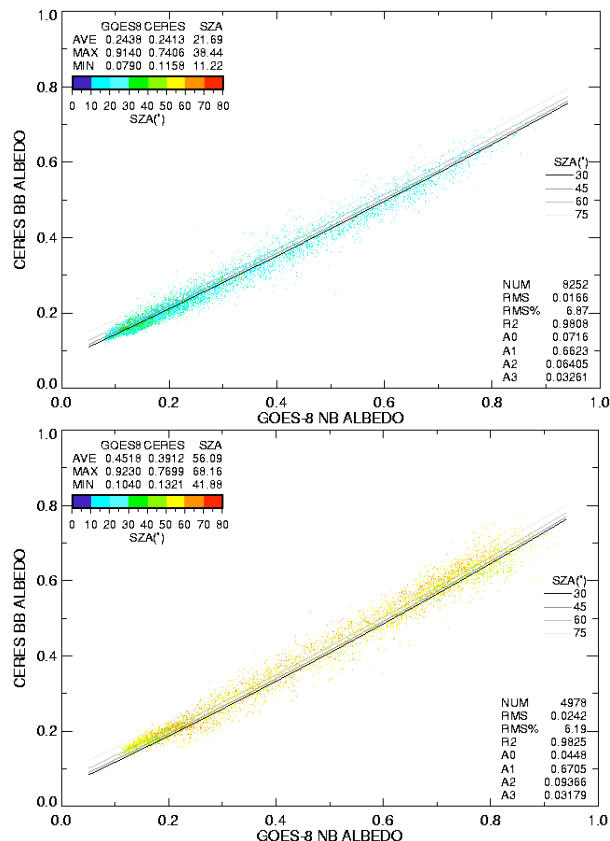 1.0
GOES8 CERES SZA
AVE 0.2438 0.2413 21.69
MAX 0.9140 0.7406 38.44
MIN 0.0790 0.1158 11.22
0 10 20 30 40 50 60 70 80
SZA(°)
0.8
0.6
0.4
0.2
0.0
CERES BB ALBEDO
SZA(°)
30
45
60
75
NUM 8252
RMS 0.0166
RMS% 6.87
R2 0.9808
A0 0.0716
A1 0.6623
A2 0.06405
A3 0.03261
0.0 0.2 0.4 0.6 0.8 1.0
GOES-8 NB ALBEDO
1.0
GOES8 CERES SZA
AVE 0.4518 0.3912 56.09
MAX 0.9230 0.7699 68.16
MIN 0.1040 0.1321 41.98
0 10 20 30 40 50 60 70 80
SZA(°)
0.8
0.6
0.4
0.2
0.0
CERES BB ALBEDO
SZA(°)
30
45
60
75
NUM 4978
RMS 0.0242
RMS% 6.19
R2 0.9825
A0 0.0448
A1 0.6705
A2 0.09366
A3 0.03179
0.0 0.2 0.4 0.6 0.8 1.0
GOES-8 NB ALBEDO